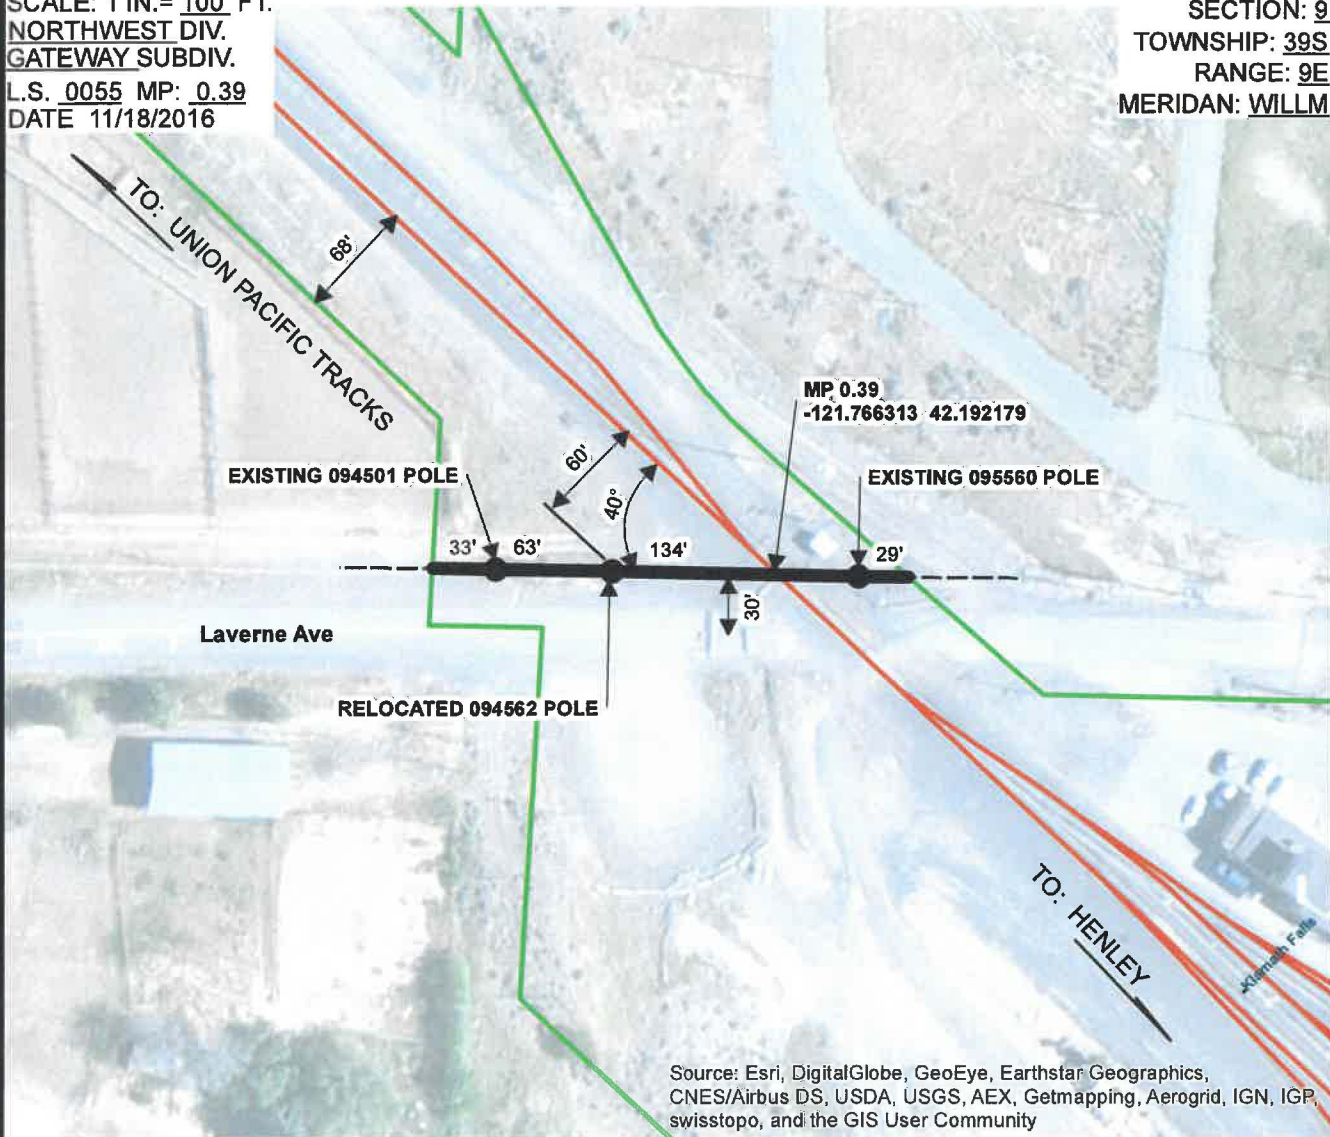 SCALE: 1 IN.= 100 FT.
NORTHWEST DIV.
GATEWAY SUBDIV.
L.S. 0055 MP: 0.39
DATE 11/18/2016
SECTION: 9
TOWNSHIP: 39S
RANGE: 9E
MERIDAN: WILLM
TO: UNION PACIFIC TRACKS
68'
MP 0.39
-121.766313 42.192179
60'
EXISTING 094501 POLE
EXISTING 095560 POLE
40°
33'
63'
134'
29'
30'
Laverne Ave
RELOCATED 094562 POLE
TO: HENLEY
Klamath Falls
Source: Esri, DigitalGlobe, GeoEye, Earthstar Geographics,
CNES/Airbus DS, USDA, USGS, AEX, Getmapping, Aerogrid, IGN, IGP,
swisstopo, and the GIS User Community